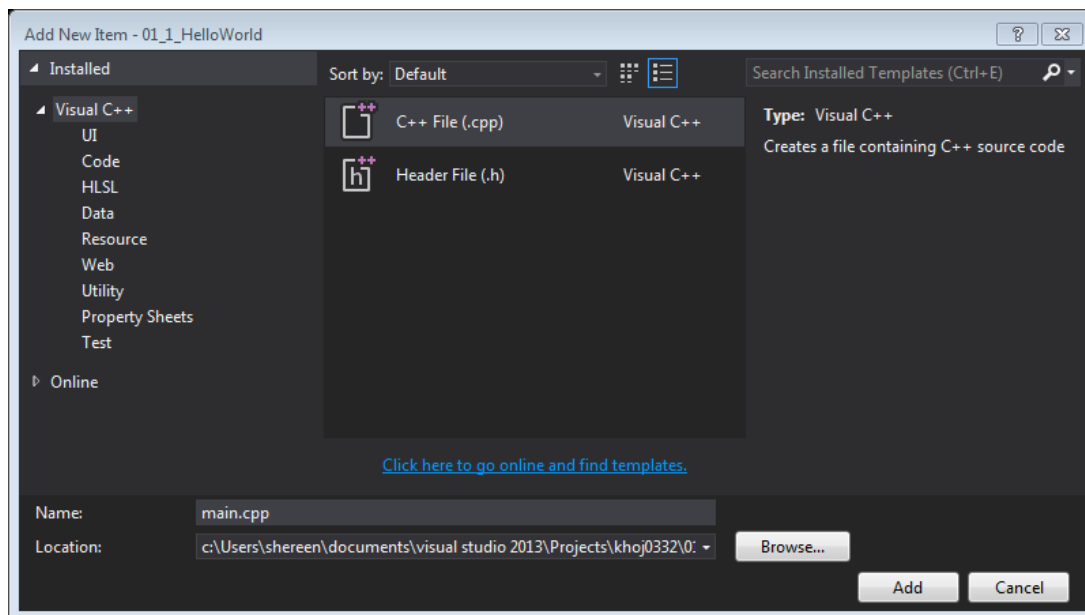 Add New Item - 01_1_HelloWorld
Installed
Sort by: Default
Search Installed Templates (Ctrl+E)
Visual C++
UI
Code
HLSL
Data
Resource
Web
Utility
Property Sheets
Test
Online
C++ File (.cpp) Visual C++
Header File (.h) Visual C++
Type: Visual C++
Creates a file containing C++ source code
Click here to go online and find templates.
Name: main.cpp
Location: c:\Users\shereen\documents\visual studio 2013\Projects\khoj0332\0
Browse...
Add Cancel